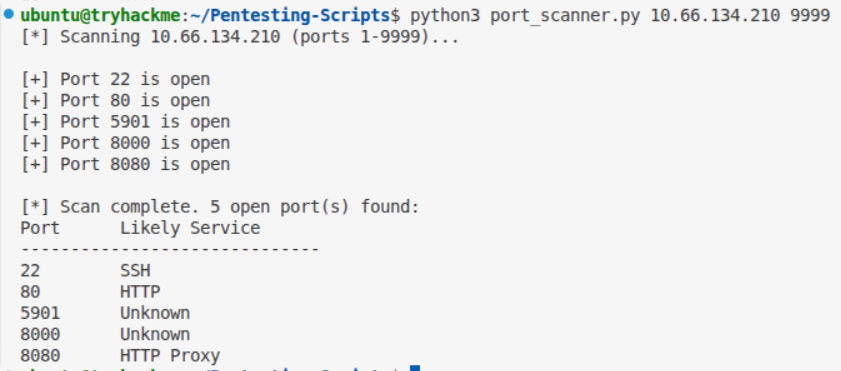 ubuntu@tryhackme:~/Pentesting-Scripts$ python3 port_scanner.py 10.66.134.210 9999
[*] Scanning 10.66.134.210 (ports 1-9999)...
[+] Port 22 is open
[+] Port 80 is open
[+] Port 5901 is open
[+] Port 8000 is open
[+] Port 8080 is open
[*] Scan complete. 5 open port(s) found:
Port      Likely Service
------------------------------
22        SSH
80        HTTP
5901      Unknown
8000      Unknown
8080      HTTP Proxy